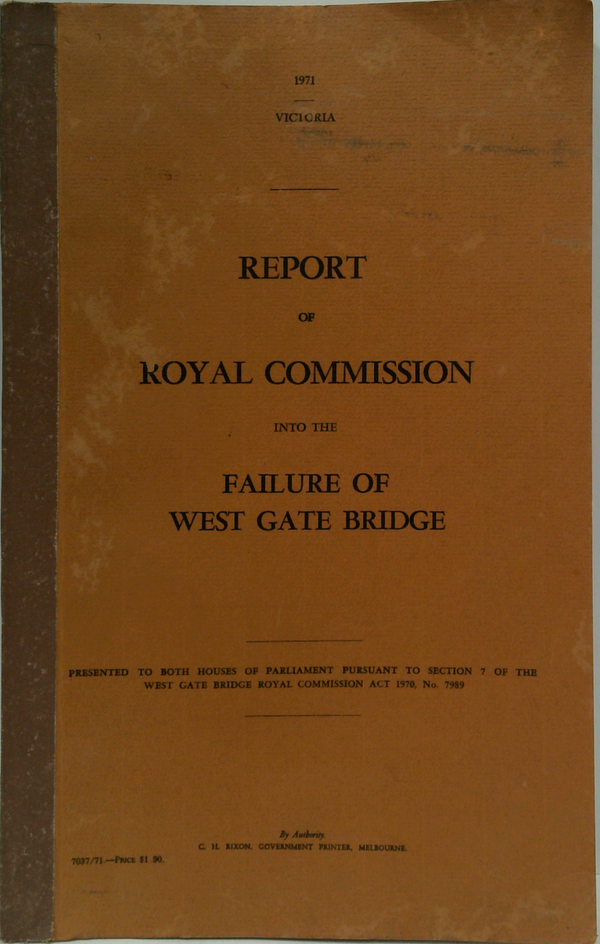 1971
VICTORIA
REPORT
OF
ROYAL COMMISSION
INTO THE
FAILURE OF
WEST GATE BRIDGE
PRESENTED TO BOTH HOUSES OF PARLIAMENT PURSUANT TO SECTION 7 OF THE
WEST GATE BRIDGE ROYAL COMMISSION ACT 1970, No. 7989
By Authority
C. H. RIXON, GOVERNMENT PRINTER, MELBOURNE.
7037/71.—PRICE